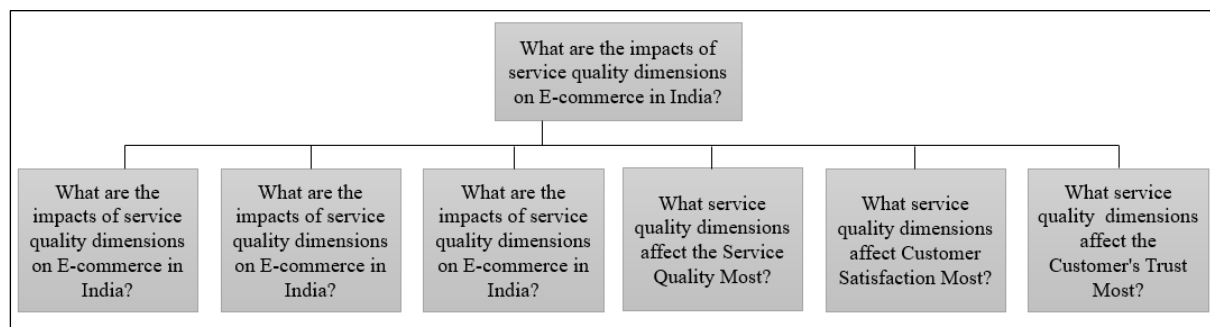 What are the impacts of
service quality dimensions
on E-commerce in India?
What are the
impacts of service
quality dimensions
on E-commerce in
India?
What are the
impacts of service
quality dimensions
on E-commerce in
India?
What are the
impacts of service
quality dimensions
on E-commerce in
India?
What service
quality dimensions
affect the Service
Quality Most?
What service
quality dimensions
affect Customer
Satisfaction Most?
What service
quality dimensions
affect the
Customer's Trust
Most?